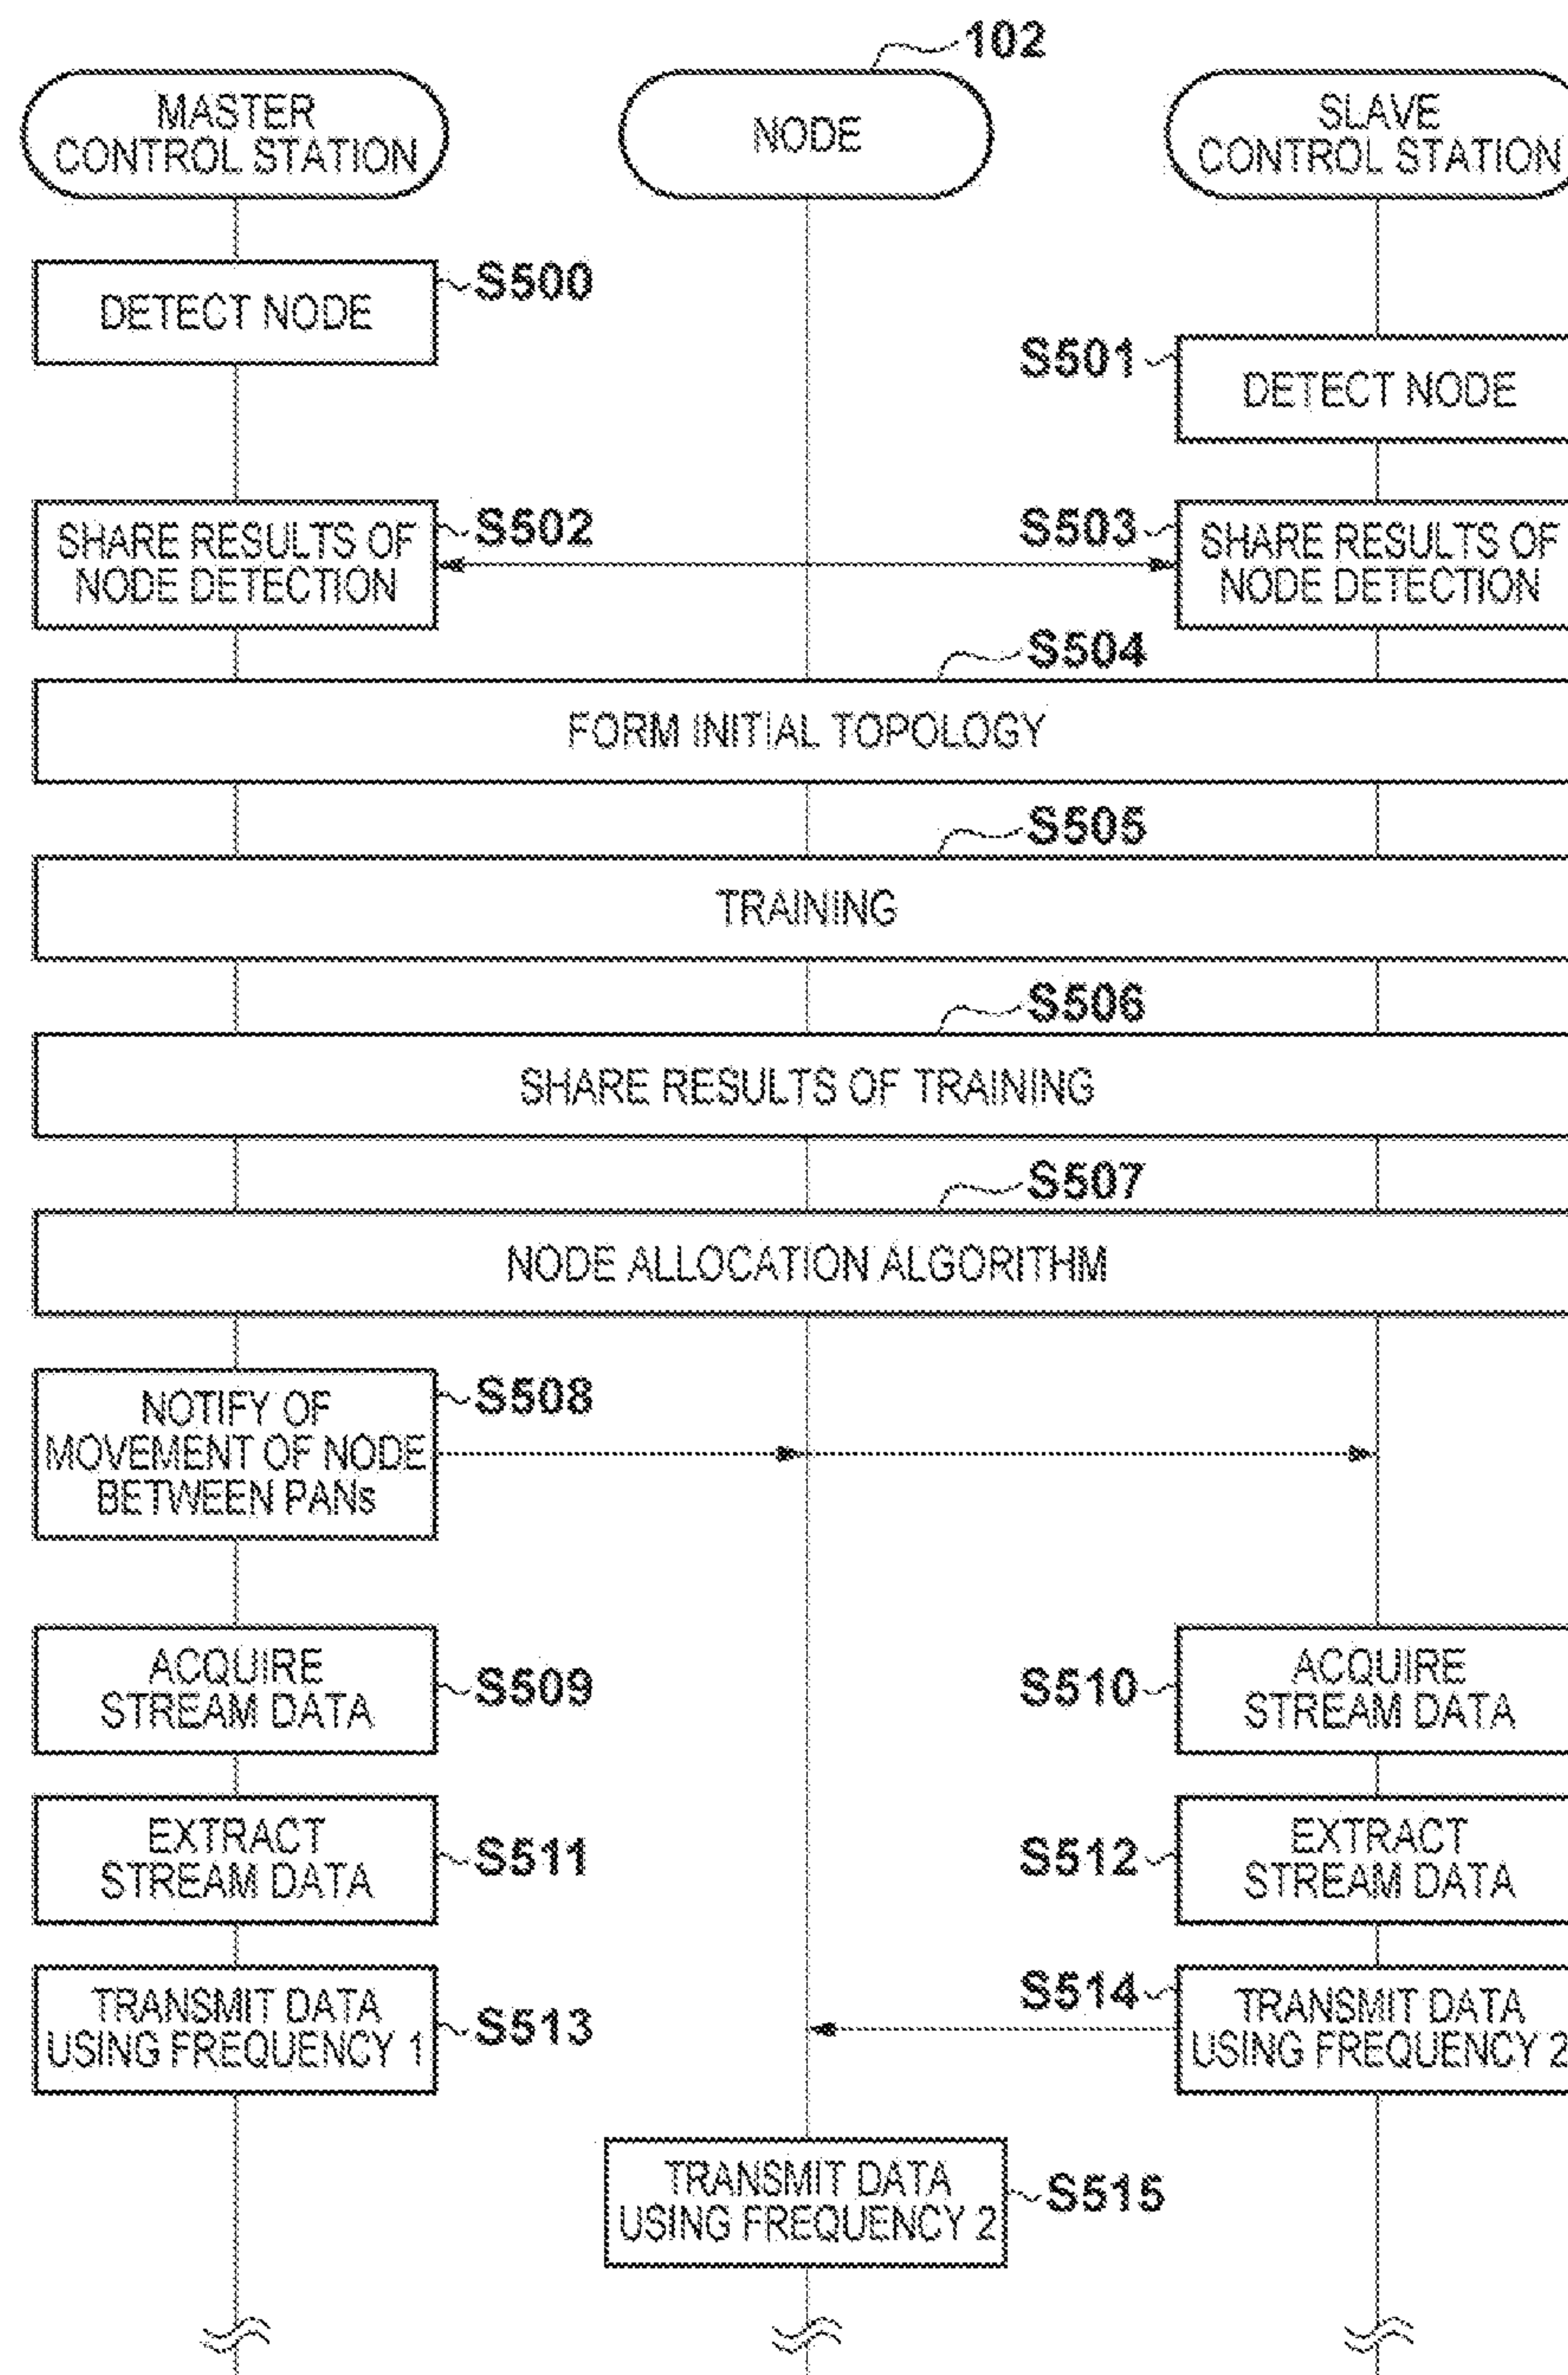 102
MASTER
CONTROL STATION
NODE
SLAVE
CONTROL STATION
S500
DETECT NODE
S501
DETECT NODE
S502
SHARE RESULTS OF
NODE DETECTION
S503
SHARE RESULTS OF
NODE DETECTION
S504
FORM INITIAL TOPOLOGY
S505
TRAINING
S506
SHARE RESULTS OF TRAINING
S507
NODE ALLOCATION ALGORITHM
S508
NOTIFY OF
MOVEMENT OF NODE
BETWEEN PANs
ACQUIRE
STREAM DATA
S509
S510
ACQUIRE
STREAM DATA
EXTRACT
STREAM DATA
S511
S512
EXTRACT
STREAM DATA
TRANSMIT DATA
USING FREQUENCY 1
S513
S514
TRANSMIT DATA
USING FREQUENCY 2
TRANSMIT DATA
USING FREQUENCY 2
S515